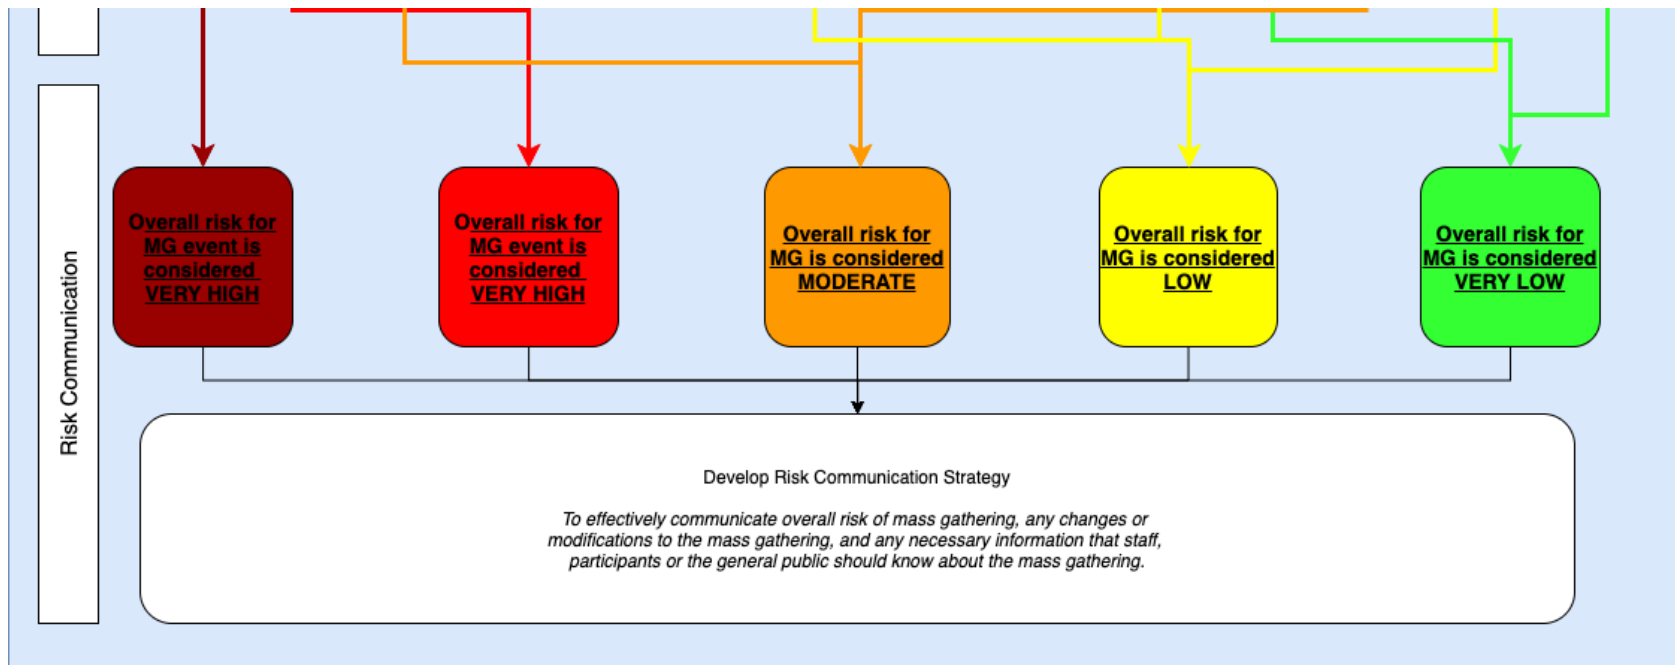 Risk Communication
Overall risk for
MG event is
considered
VERY HIGH
Overall risk for
MG event is
considered
VERY HIGH
Overall risk for
MG is considered
MODERATE
Overall risk for
MG is considered
LOW
Overall risk for
MG is considered
VERY LOW
Develop Risk Communication Strategy
To effectively communicate overall risk of mass gathering, any changes or
modifications to the mass gathering, and any necessary information that staff,
participants or the general public should know about the mass gathering.